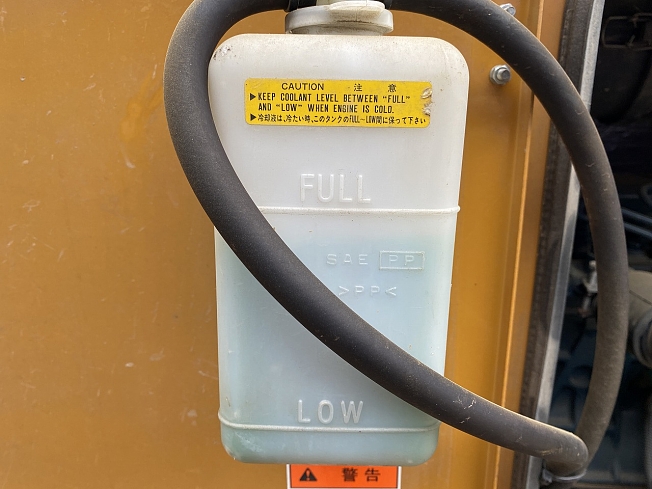 CAUTION 注 意
▶KEEP COOLANT LEVEL BETWEEN "FULL"
AND "LOW" WHEN ENGINE IS COLD.
▶冷却液は、冷たい時、このタンクのFULL~LOW間に保って下さい
FULL
SAE PP
>PP<
LOW
警告